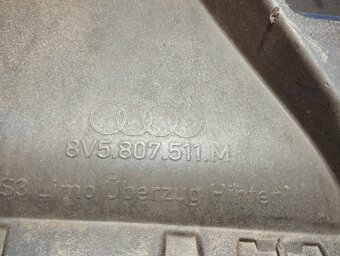 8V5.807.511.M
S3 Limo Überzug Hinten